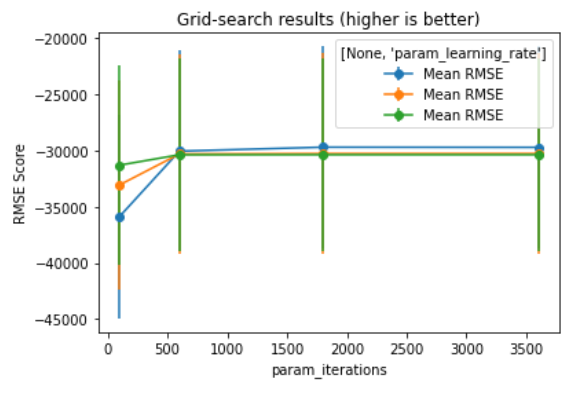 Grid-search results (higher is better)
−20000
−25000
−30000
−35000
−40000
−45000
RMSE Score
[None, 'param_learning_rate']
Mean RMSE
Mean RMSE
Mean RMSE
0
500
1000
1500
2000
2500
3000
3500
param_iterations